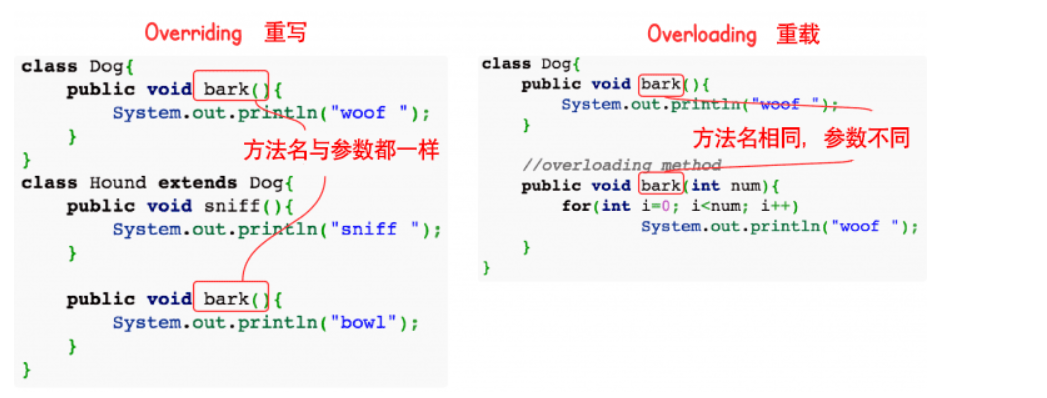 Overriding 重写
class Dog{
public void bark(){
System.out.println("woof ");
}
}
方法名与参数都一样
class Hound extends Dog{
public void sniff(){
System.out.println("sniff ");
}
public void bark(){
System.out.println("bowl");
}
}
Overloading 重载
class Dog{
public void bark(){
System.out.println("woof ");
}
方法名相同，参数不同
//overloading method
public void bark(int num){
for(int i=0; i<num; i++)
System.out.println("woof ");
}
}